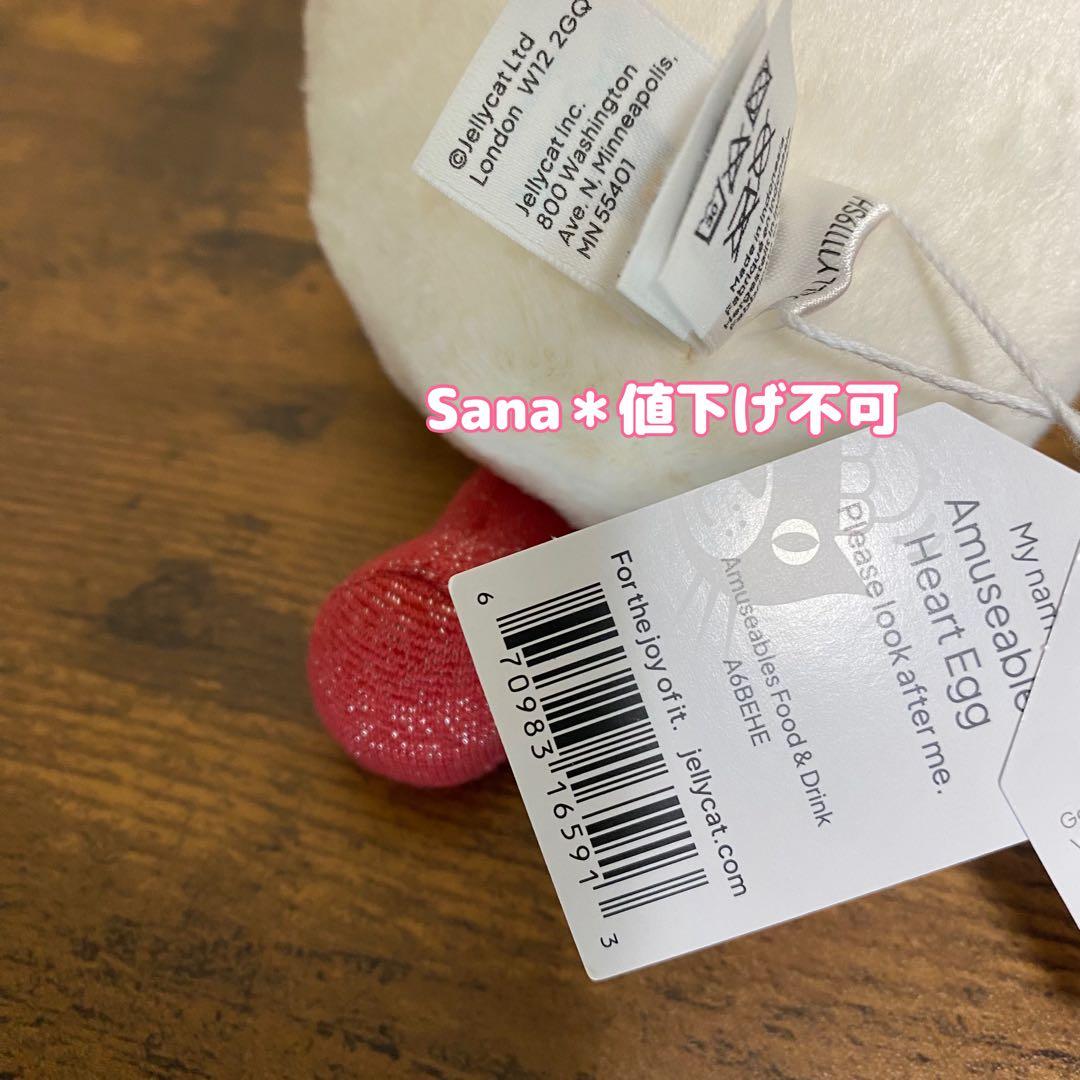 ©Jellycat Ltd
London W12 2GQ
Jellycat Inc.
800 Washington
Ave. N, Minneapolis,
MN 55401
Made in
Sana＊値下げ不可
Amuseable
Heart Egg
Please look after me.
Amuseables Food & Drink
A6BEHE
For the joy of it. jellycat.com
6 70983 16591 3